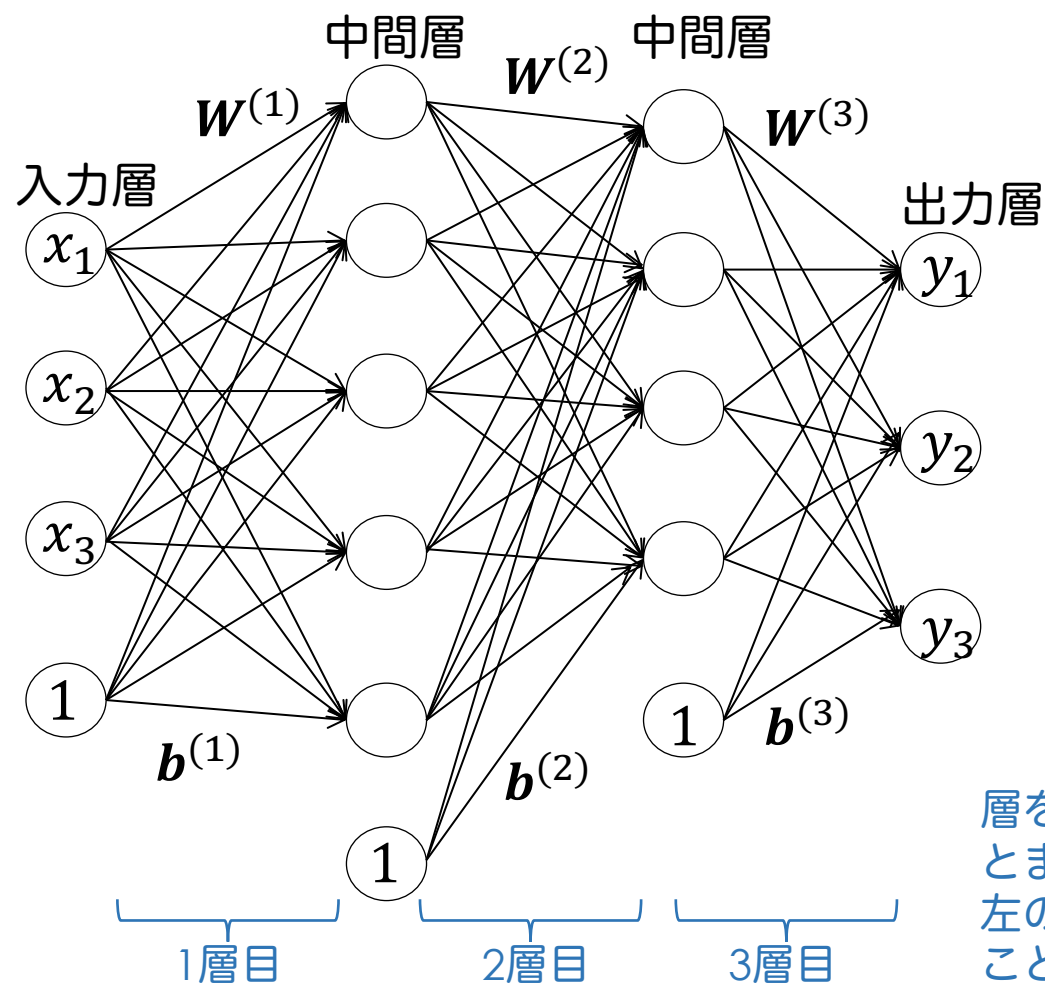 中間層
中間層
W(1)
W(2)
W(3)
入力層
出力層
x1
x2
x3
1
y1
y2
y3
1
1
b(1)
b(2)
b(3)
層を
とま
左の
こと
1層目
2層目
3層目